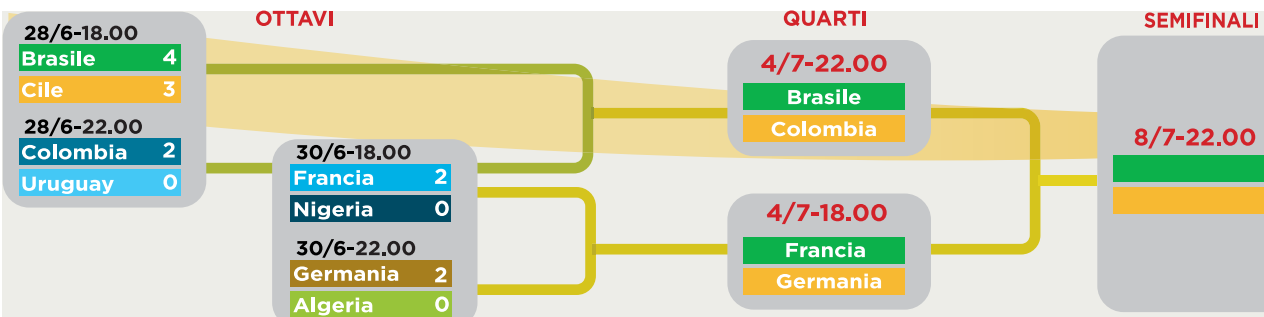 OTTAVI
28/6-18.00
Brasile 4
Cile 3
28/6-22.00
Colombia 2
Uruguay 0
30/6-18.00
Francia 2
Nigeria 0
30/6-22.00
Germania 2
Algeria 0
QUARTI
4/7-22.00
Brasile
Colombia
4/7-18.00
Francia
Germania
SEMIFINALI
8/7-22.00